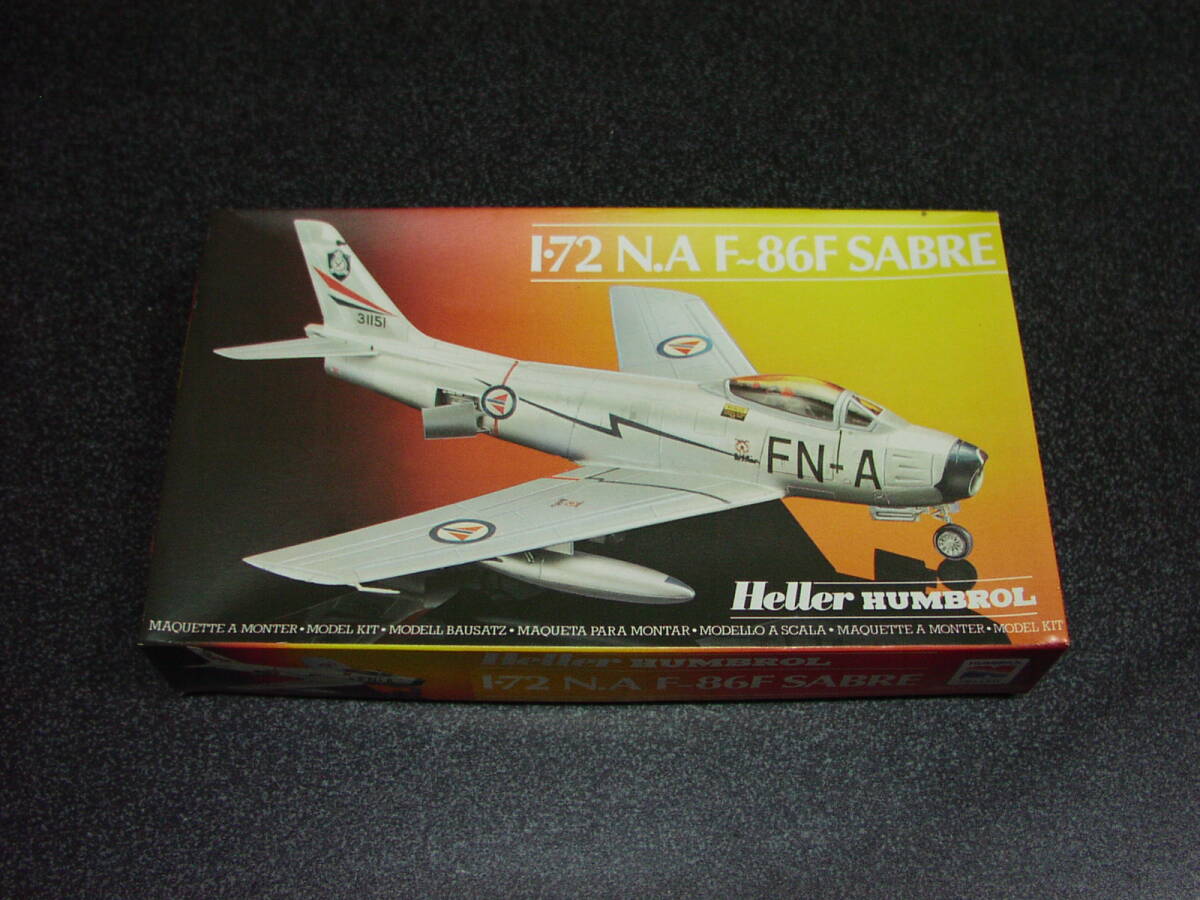 1·72 N.A F~86F SABRE
31151
FN-A
Heller HUMBROL
MAQUETTE A MONTER • MODEL KIT • MODELL BAUSATZ • MAQUETA PARA MONTAR • MODELLO A SCALA • MAQUETTE A MONTER • MODEL KIT
Heller HUMBROL
1·72 N.A F~86F SABRE